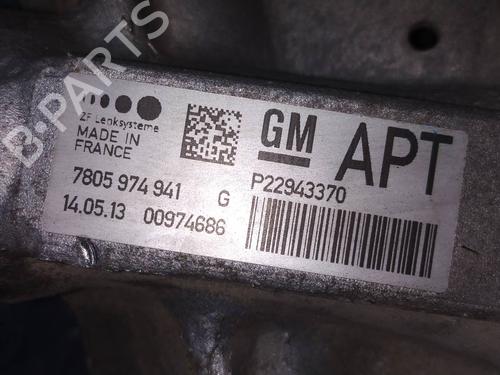 ZF Lenksysteme
MADE IN
FRANCE
GM
APT
7805 974 941 G
P22943370
14.05.13 00974686
B-PARTS